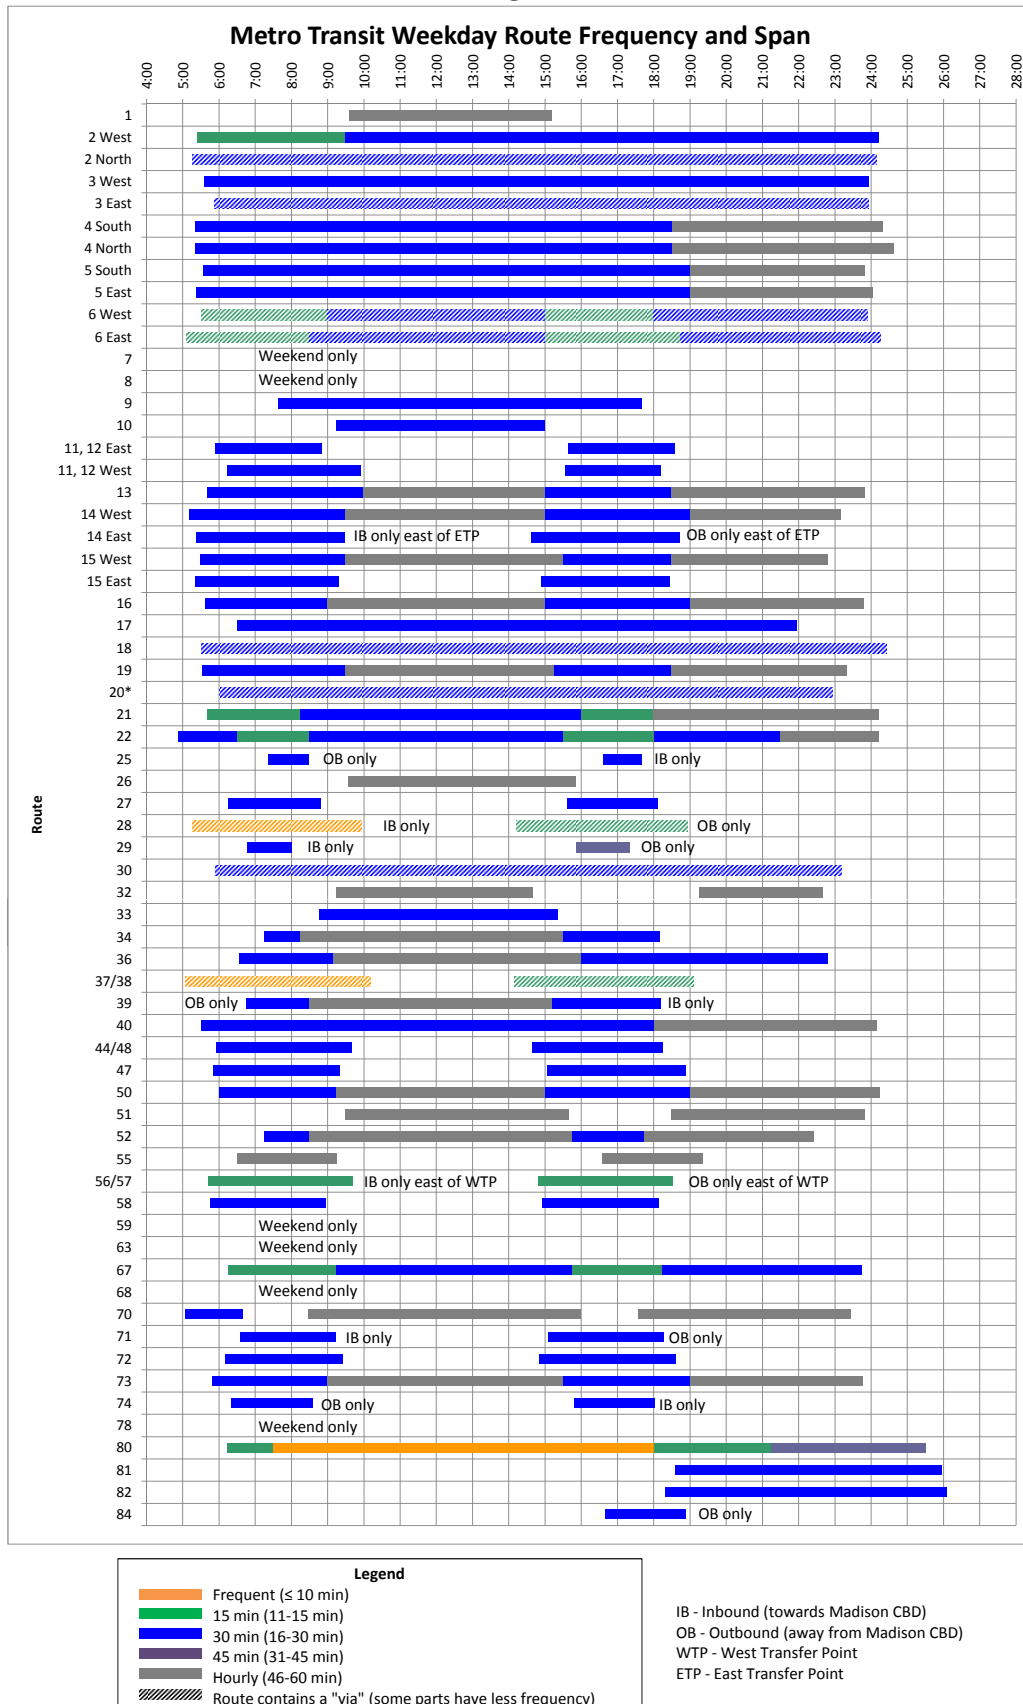 Metro Transit Weekday Route Frequency and Span
4:00 5:00 6:00 7:00 8:00 9:00 10:00 11:00 12:00 13:00 14:00 15:00 16:00 17:00 18:00 19:00 20:00 21:00 22:00 23:00 24:00 25:00 26:00 27:00 28:00
Route
1
2 West
2 North
3 West
3 East
4 South
4 North
5 South
5 East
6 West
6 East
7 Weekend only
8 Weekend only
9
10
11, 12 East
11, 12 West
13
14 West
14 East IB only east of ETP OB only east of ETP
15 West
15 East
16
17
18
19
20*
21
22
25 OB only IB only
26
27
28 IB only OB only
29 IB only OB only
30
32
33
34
36
37/38
39 OB only IB only
40
44/48
47
50
51
52
55
56/57 IB only east of WTP OB only east of WTP
58
59 Weekend only
63 Weekend only
67
68 Weekend only
70
71 IB only OB only
72
73
74 OB only IB only
78 Weekend only
80
81
82
84 OB only
Legend
Frequent (≤ 10 min)
15 min (11-15 min)
30 min (16-30 min)
45 min (31-45 min)
Hourly (46-60 min)
Route contains a "via" (some parts have less frequency)
IB - Inbound (towards Madison CBD)
OB - Outbound (away from Madison CBD)
WTP - West Transfer Point
ETP - East Transfer Point